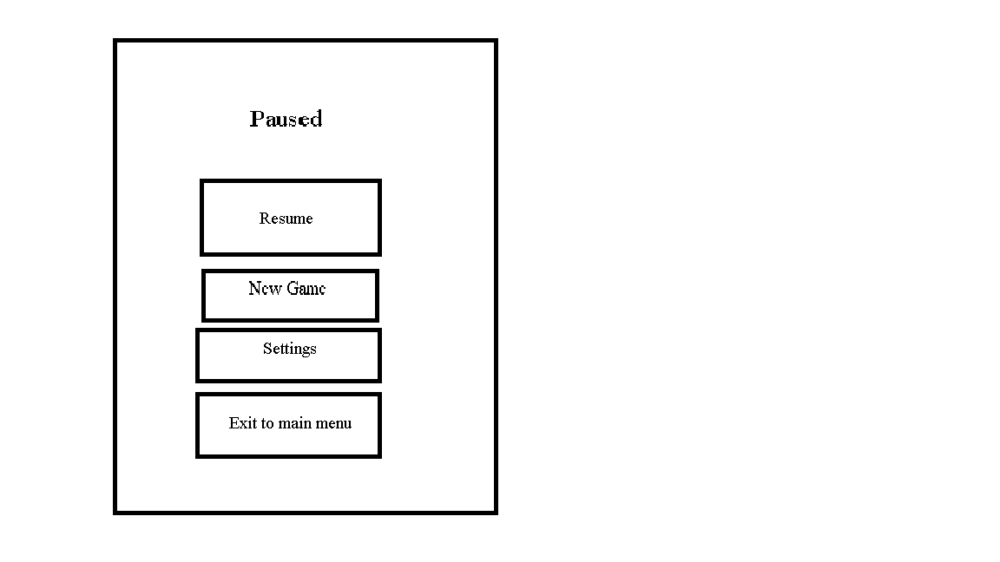 Paused
Resume
New Game
Settings
Exit to main menu